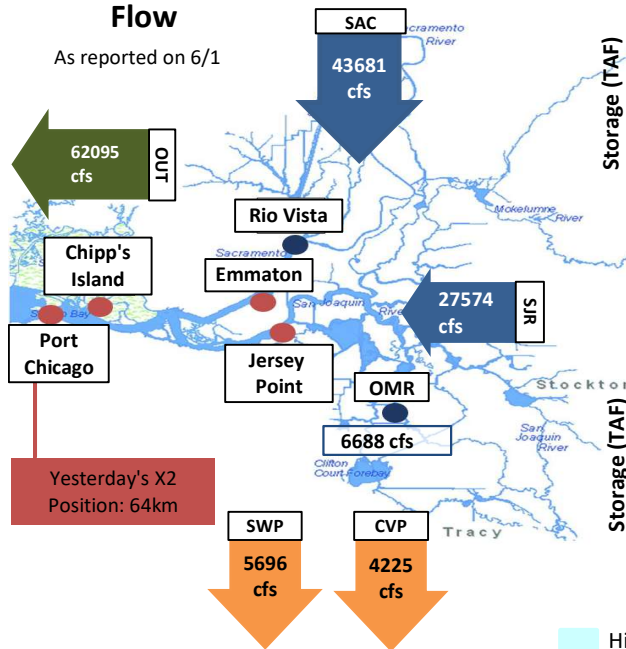 Flow
As reported on 6/1
SAC
43681
cfs
Sacramento
River
Storage (TAF)
62095
cfs
OUT
Rio Vista
Mokelumne
River
Chipp's
Island
Sacramento
Emmaton
San Joaquin
River
27574
cfs
SJR
Bay
Port
Chicago
Jersey
Point
OMR
Stockton
6688 cfs
San
Joaquin
River
Storage (TAF)
Clifton
Court Forebay
Yesterday's X2
Position: 64km
SWP
CVP
Tracy
5696
cfs
4225
cfs
Hi